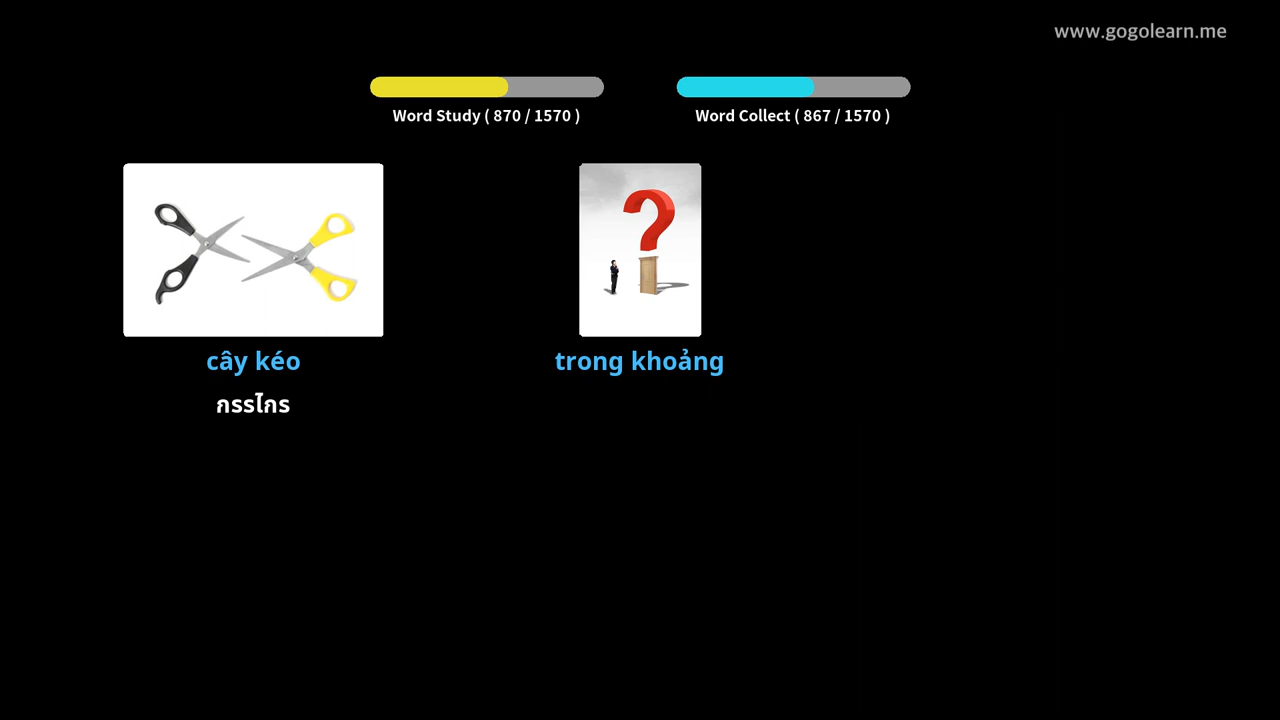 www.gogolearn.me
Word Study ( 870 / 1570 )
Word Collect ( 867 / 1570 )
cây kéo
trong khoảng
กรรไกร